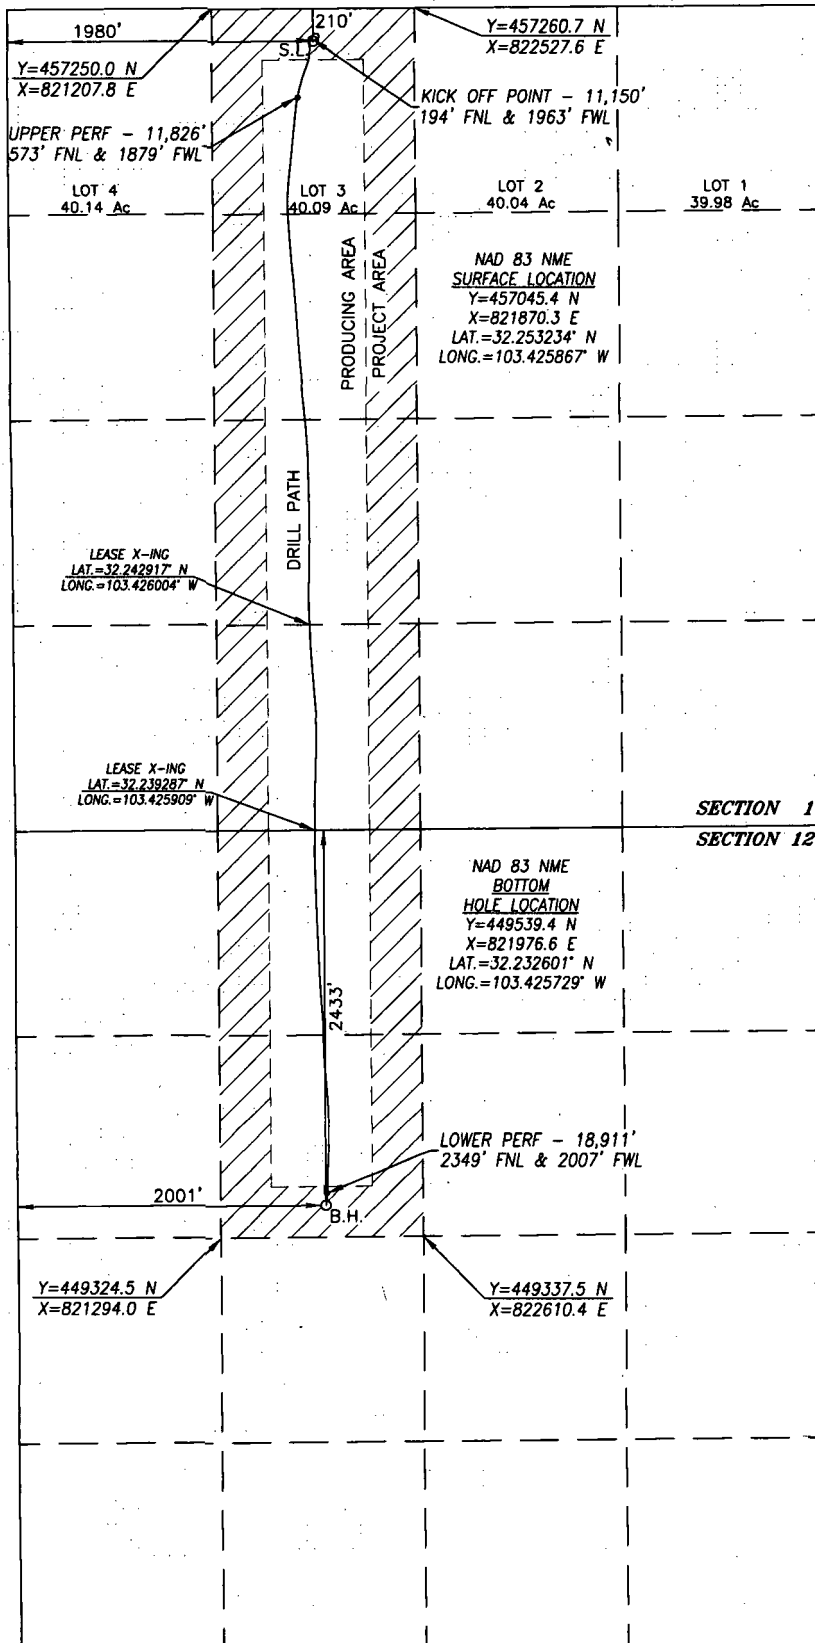 210'
1980'
S.L.
Y=457260.7 N
X=822527.6 E
Y=457250.0 N
X=821207.8 E
KICK OFF POINT - 11,150'
194' FNL & 1963' FWL
UPPER PERF - 11,826'
573' FNL & 1879' FWL
LOT 4
40.14 Ac
LOT 3
40.09 Ac
LOT 2
40.04 Ac
LOT 1
39.98 Ac
PRODUCING AREA
PROJECT AREA
NAD 83 NME
SURFACE LOCATION
Y=457045.4 N
X=821870.3 E
LAT.=32.253234° N
LONG.=103.425867° W
DRILL PATH
LEASE X-ING
LAT.=32.242917° N
LONG.=103.426004° W
LEASE X-ING
LAT.=32.239287° N
LONG.=103.425909° W
SECTION 1
SECTION 12
NAD 83 NME
BOTTOM
HOLE LOCATION
Y=449539.4 N
X=821976.6 E
LAT.=32.232601° N
LONG.=103.425729° W
2433'
LOWER PERF - 18,911'
2349' FNL & 2007' FWL
2001'
B.H.
Y=449324.5 N
X=821294.0 E
Y=449337.5 N
X=822610.4 E